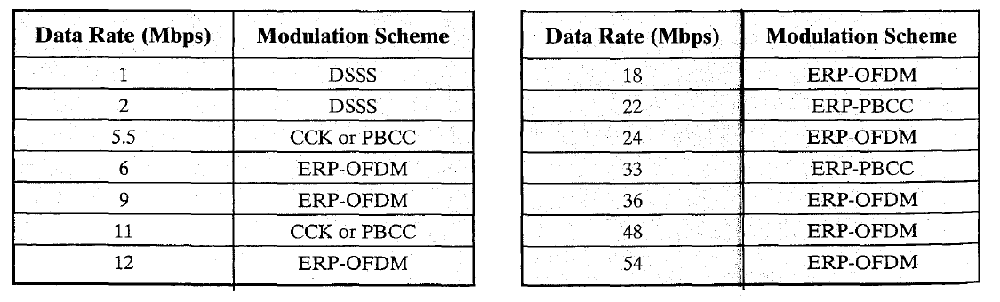 Data Rate (Mbps) Modulation Scheme
1 DSSS
2 DSSS
5.5 CCK or PBCC
6 ERP-OFDM
9 ERP-OFDM
11 CCK or PBCC
12 ERP-OFDM
Data Rate (Mbps) Modulation Scheme
18 ERP-OFDM
22 ERP-PBCC
24 ERP-OFDM
33 ERP-PBCC
36 ERP-OFDM
48 ERP-OFDM
54 ERP-OFDM